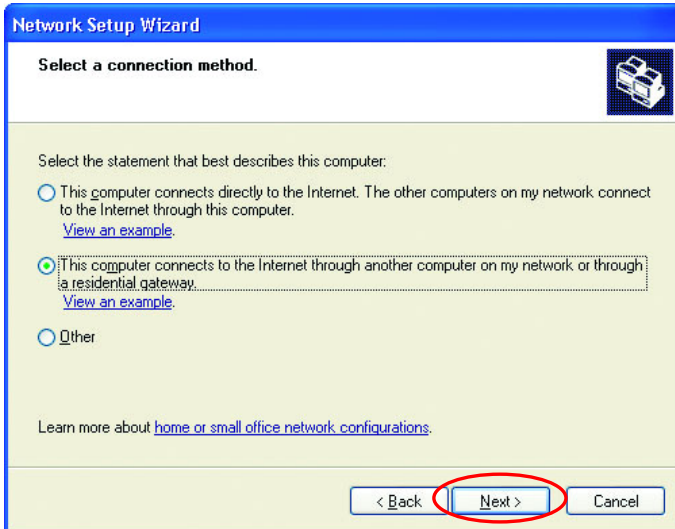 Network Setup Wizard
Select a connection method.
Select the statement that best describes this computer:
This computer connects directly to the Internet. The other computers on my network connect
to the Internet through this computer.
View an example.
This computer connects to the Internet through another computer on my network or through
a residential gateway.
View an example.
Other
Learn more about home or small office network configurations.
< Back Next > Cancel